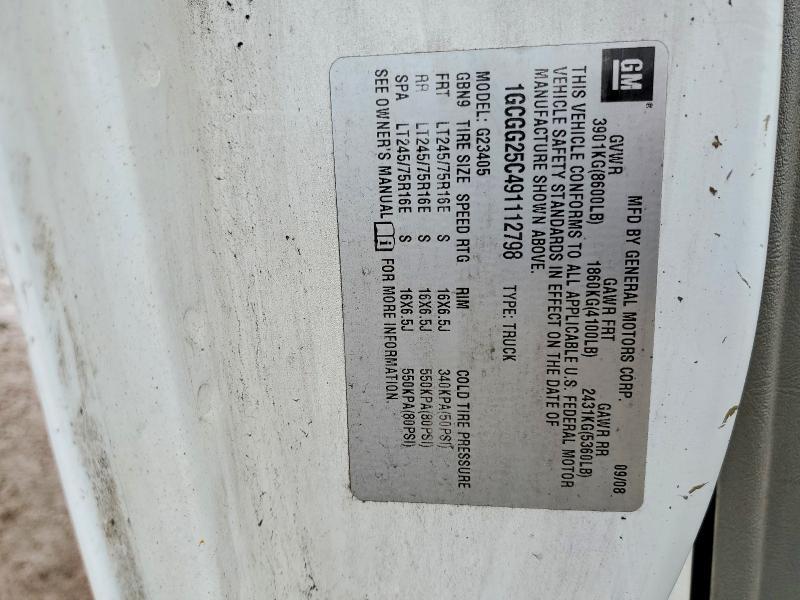 GM®
MFD BY GENERAL MOTORS CORP. 09/08
GVWR GAWR FRT GAWR RR
3901KG(8600LB) 1860KG(4100LB) 2431KG(5360LB)
THIS VEHICLE CONFORMS TO ALL APPLICABLE U.S. FEDERAL MOTOR
VEHICLE SAFETY STANDARDS IN EFFECT ON THE DATE OF
MANUFACTURE SHOWN ABOVE.
1GCGG25C491112798 TYPE: TRUCK
MODEL: G23405
GBN9 TIRE SIZE SPEED RTG RIM COLD TIRE PRESSURE
FRT LT245/75R16E S 16X6.5J 340KPA(50PSI)
RR LT245/75R16E S 16X6.5J 550KPA(80PSI)
SPA LT245/75R16E S 16X6.5J 550KPA(80PSI)
SEE OWNER'S MANUAL i FOR MORE INFORMATION.